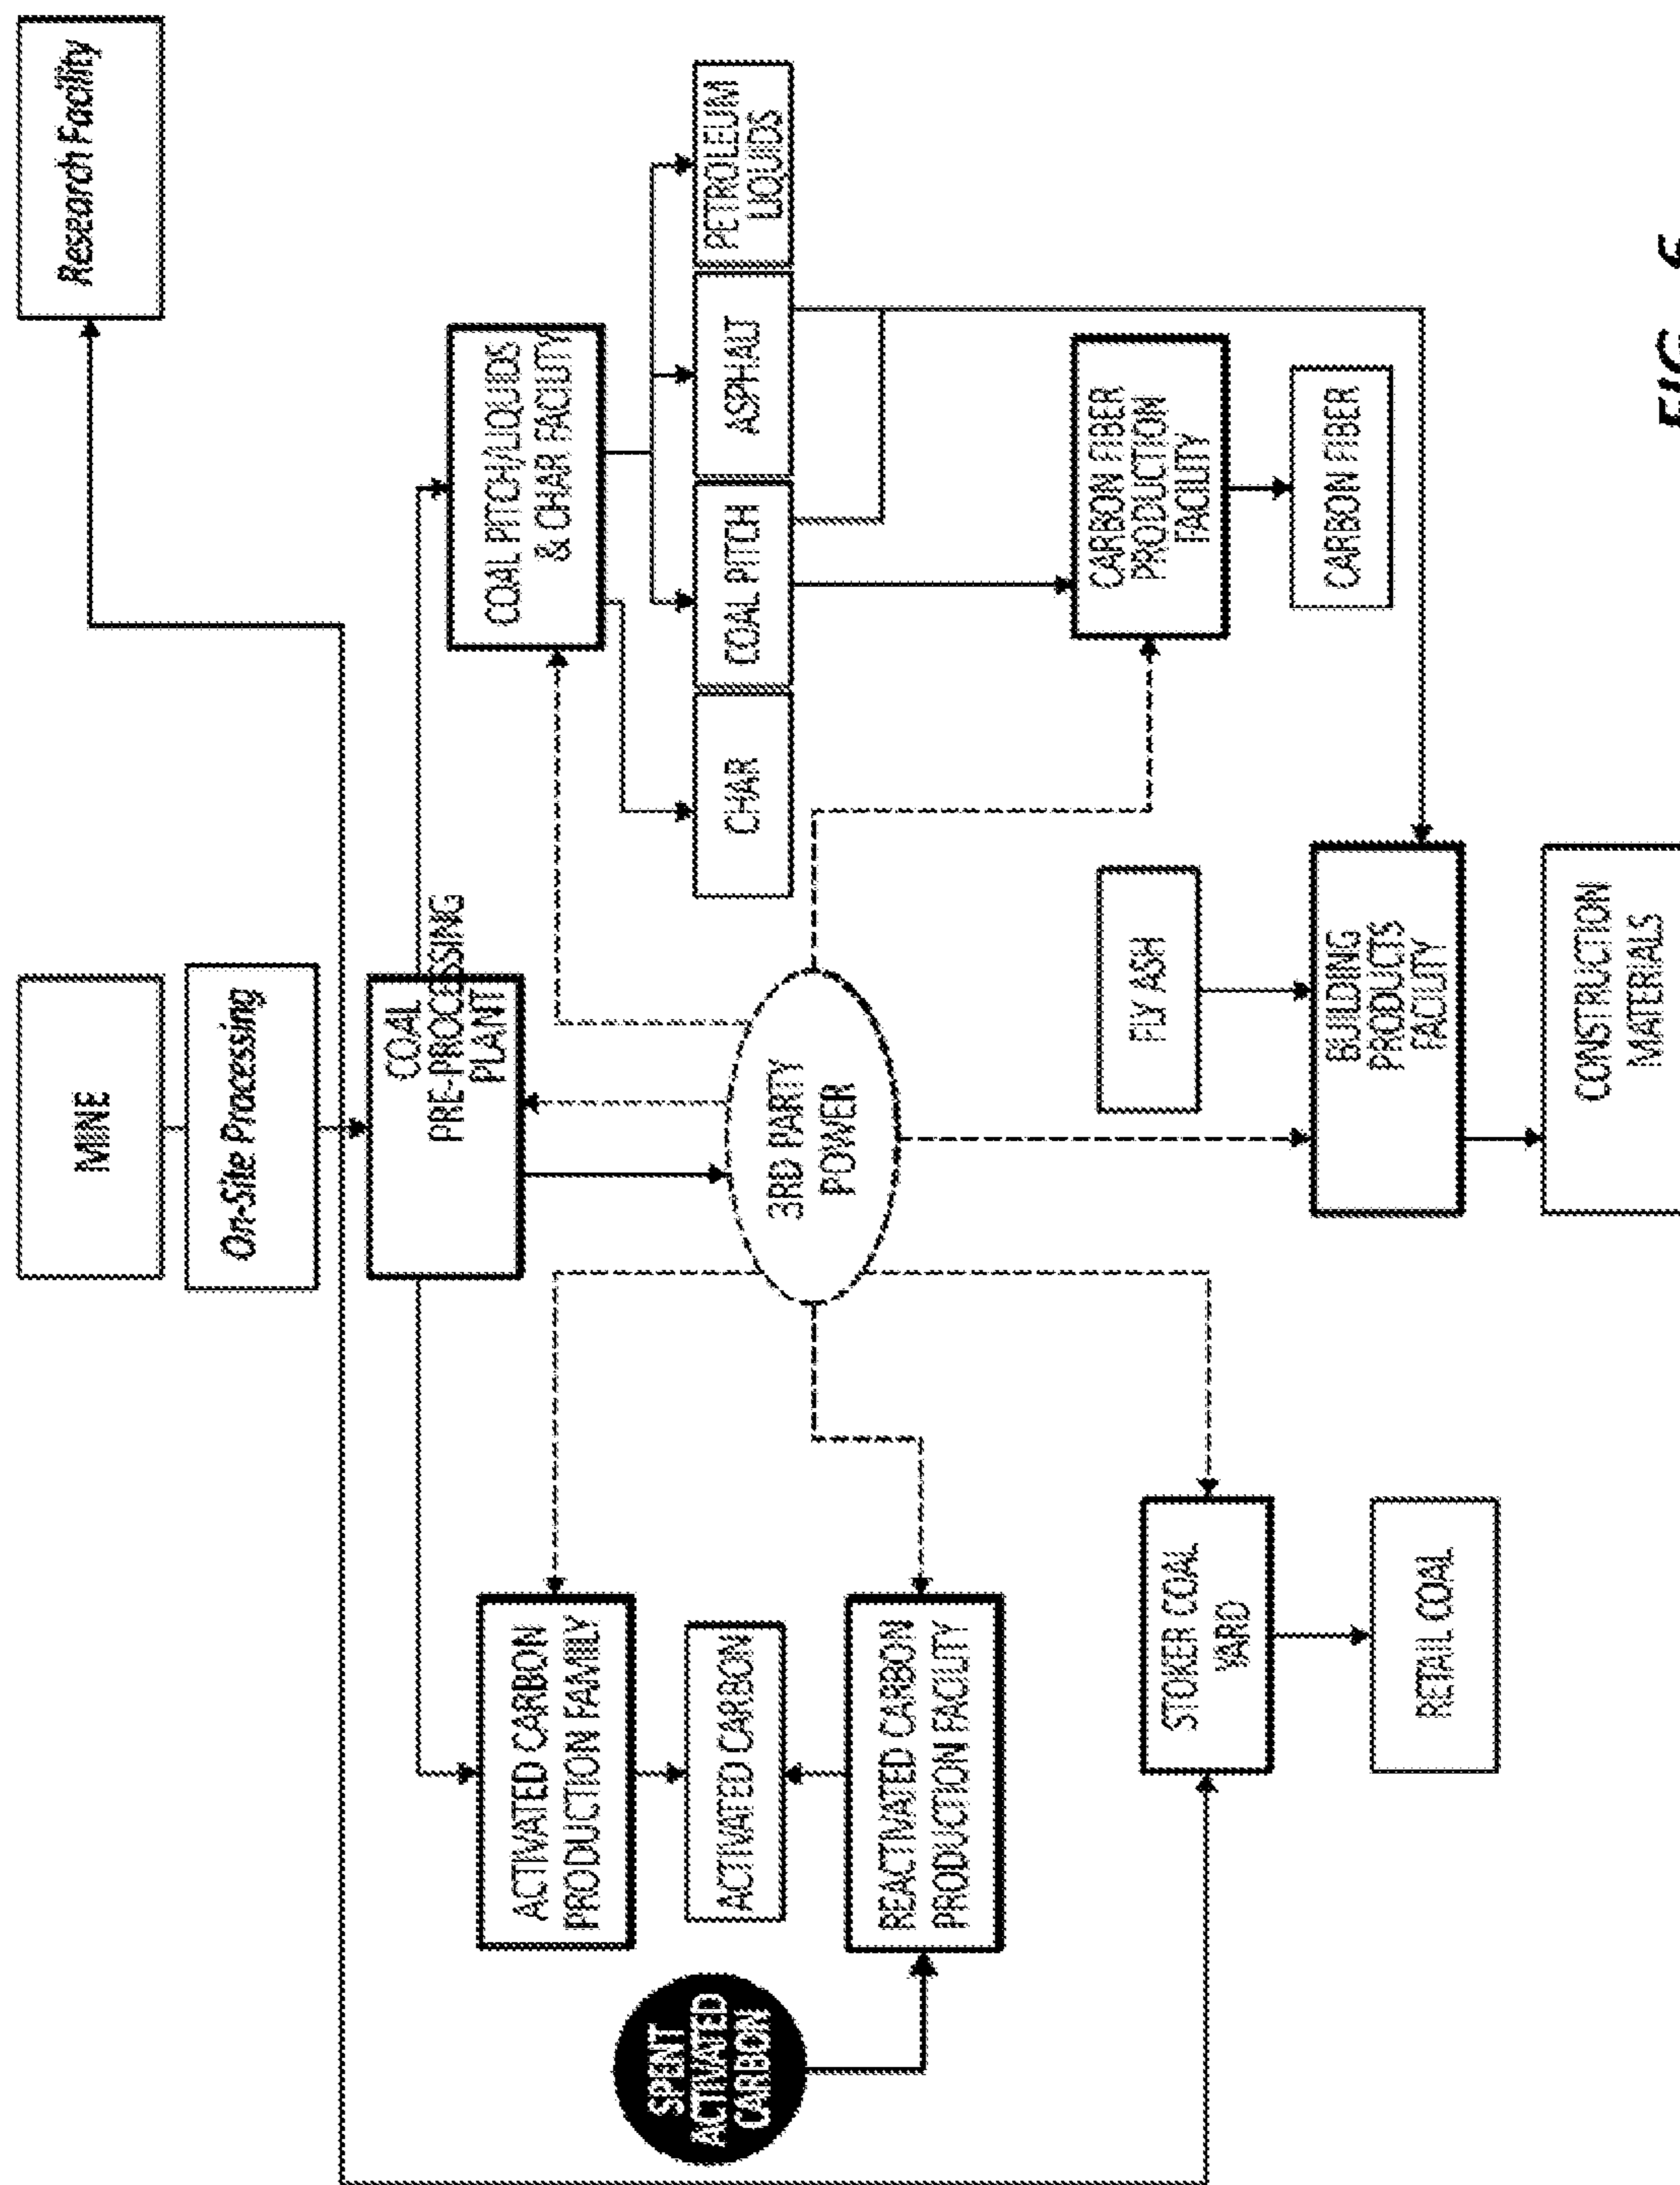 MINE
On-Site Processing
Research Facility
COAL
PRE-PROCESSING
PLANT
ACTIVATED CARBON
PRODUCTION FAMILY
COAL PITCH/LIQUIDS
& CHAR FACILITY
SPENT
ACTIVATED
CARBON
ACTIVATED CARBON
3RD PARTY
POWER
CHAR
COAL PITCH
ASPHALT
PETROLEUM
LIQUIDS
REACTIVATED CARBON
PRODUCTION FACILITY
STOKER COAL
YARD
FLY ASH
CARBON FIBER
PRODUCTION
FACILITY
RETAIL COAL
BUILDING
PRODUCTS
FACILITY
CARBON FIBER
CONSTRUCTION
MATERIALS
FIG.